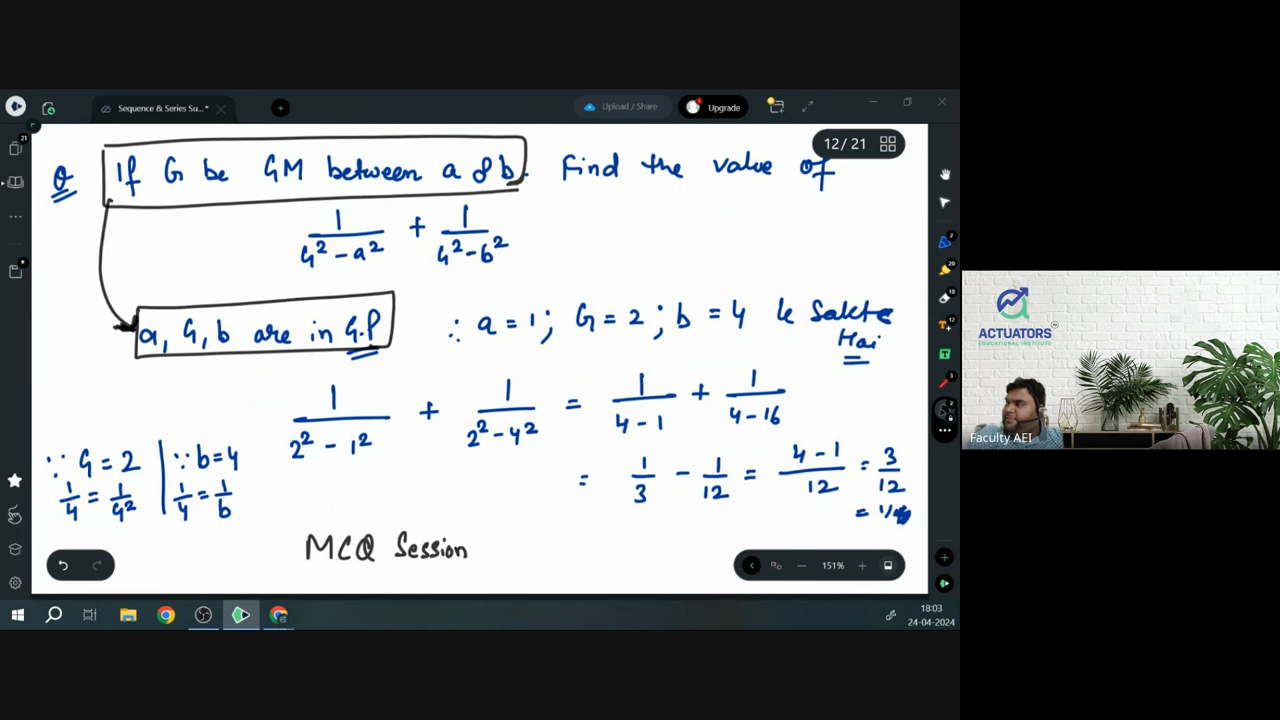 Sequence & Series Su...*
Upload / Share
Upgrade
12 / 21
Q If G be GM between a & b. Find the value of
1/(G² - a²) + 1/(G² - b²)
a, G, b are in G.P
∴ a = 1; G = 2; b = 4 le Sakte
Hai
1/(2² - 1²) + 1/(2² - 4²) = 1/(4 - 1) + 1/(4 - 16)
= 1/3 - 1/12 = (4 - 1)/12 = 3/12
= 1/4
∵ G = 2 | ∵ b = 4
1/4 = 1/G² | 1/4 = 1/b
MCQ Session
151%
18:03
24-04-2024
ACTUATORS
EDUCATIONAL INSTITUTE
Faculty AEI